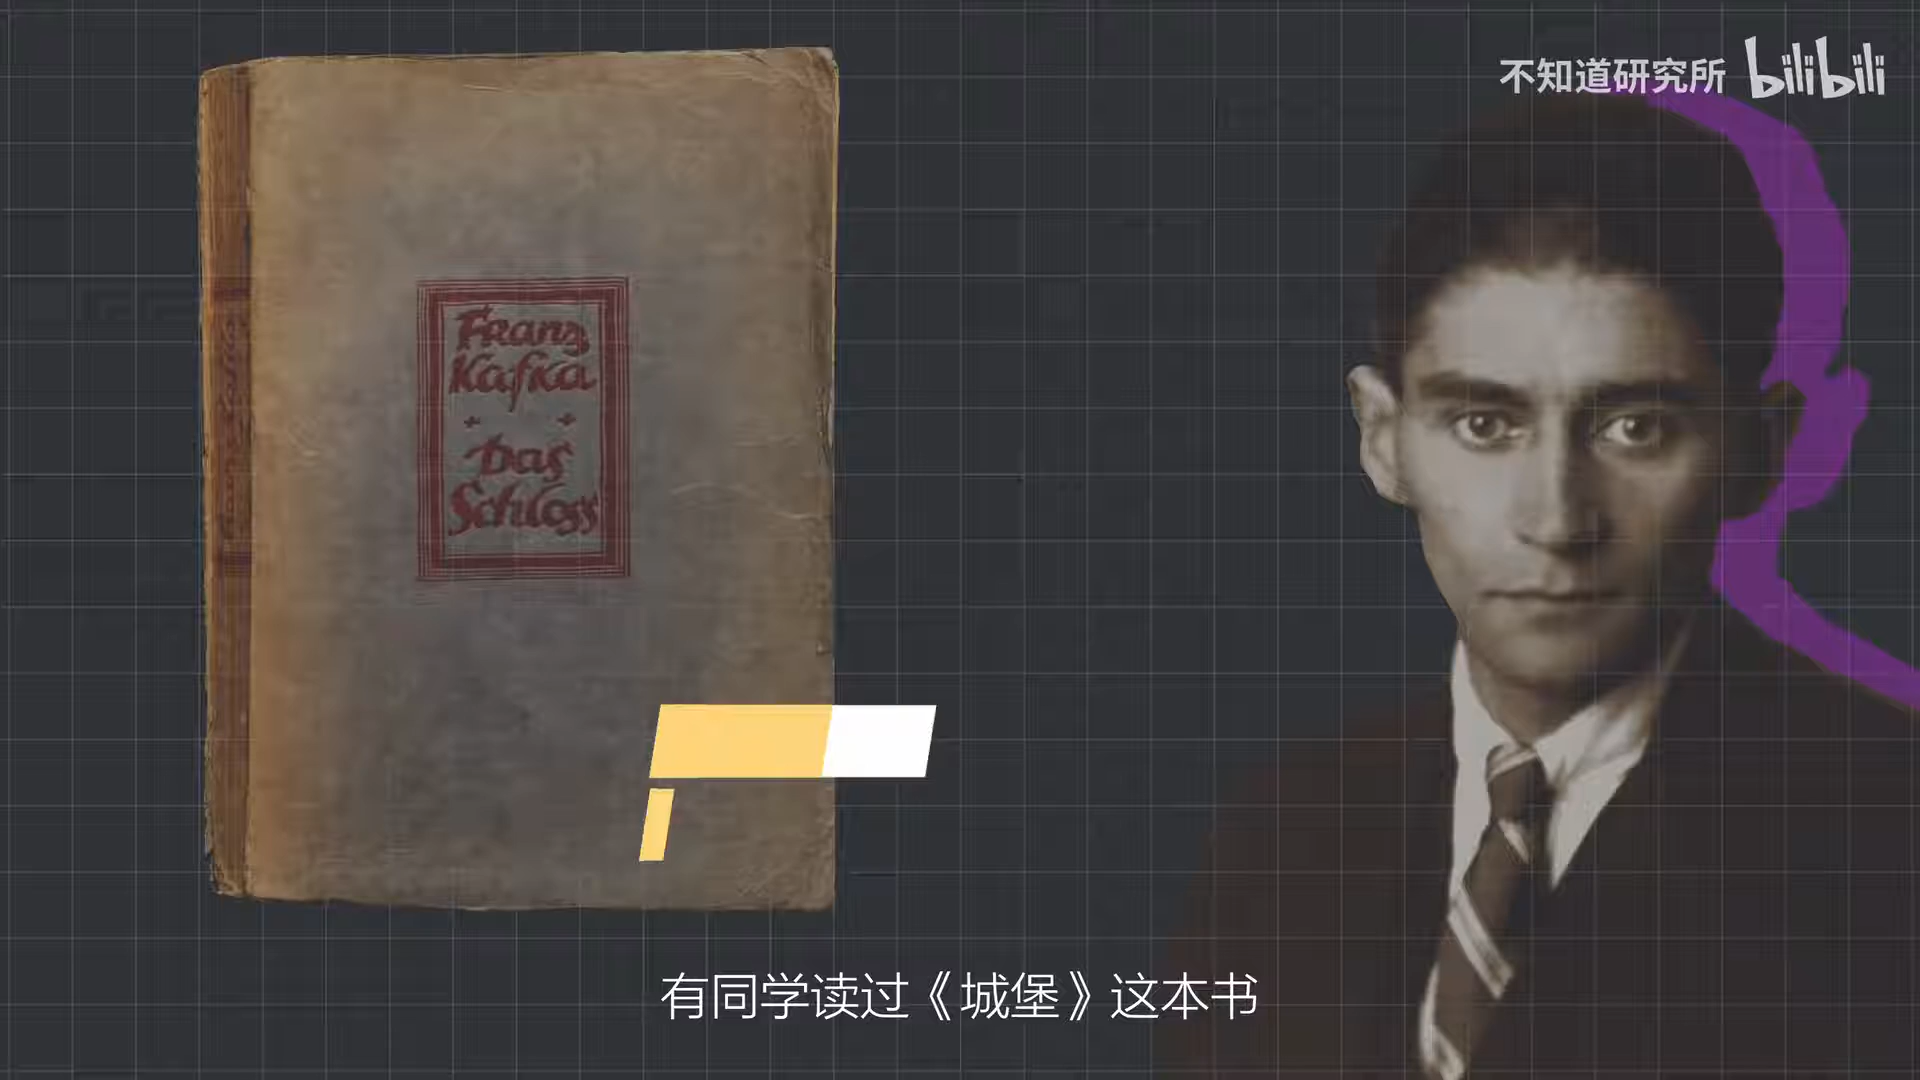 不知道研究所 bilibili
Franz
Kafka
Das
Schloss
有同学读过《城堡》这本书